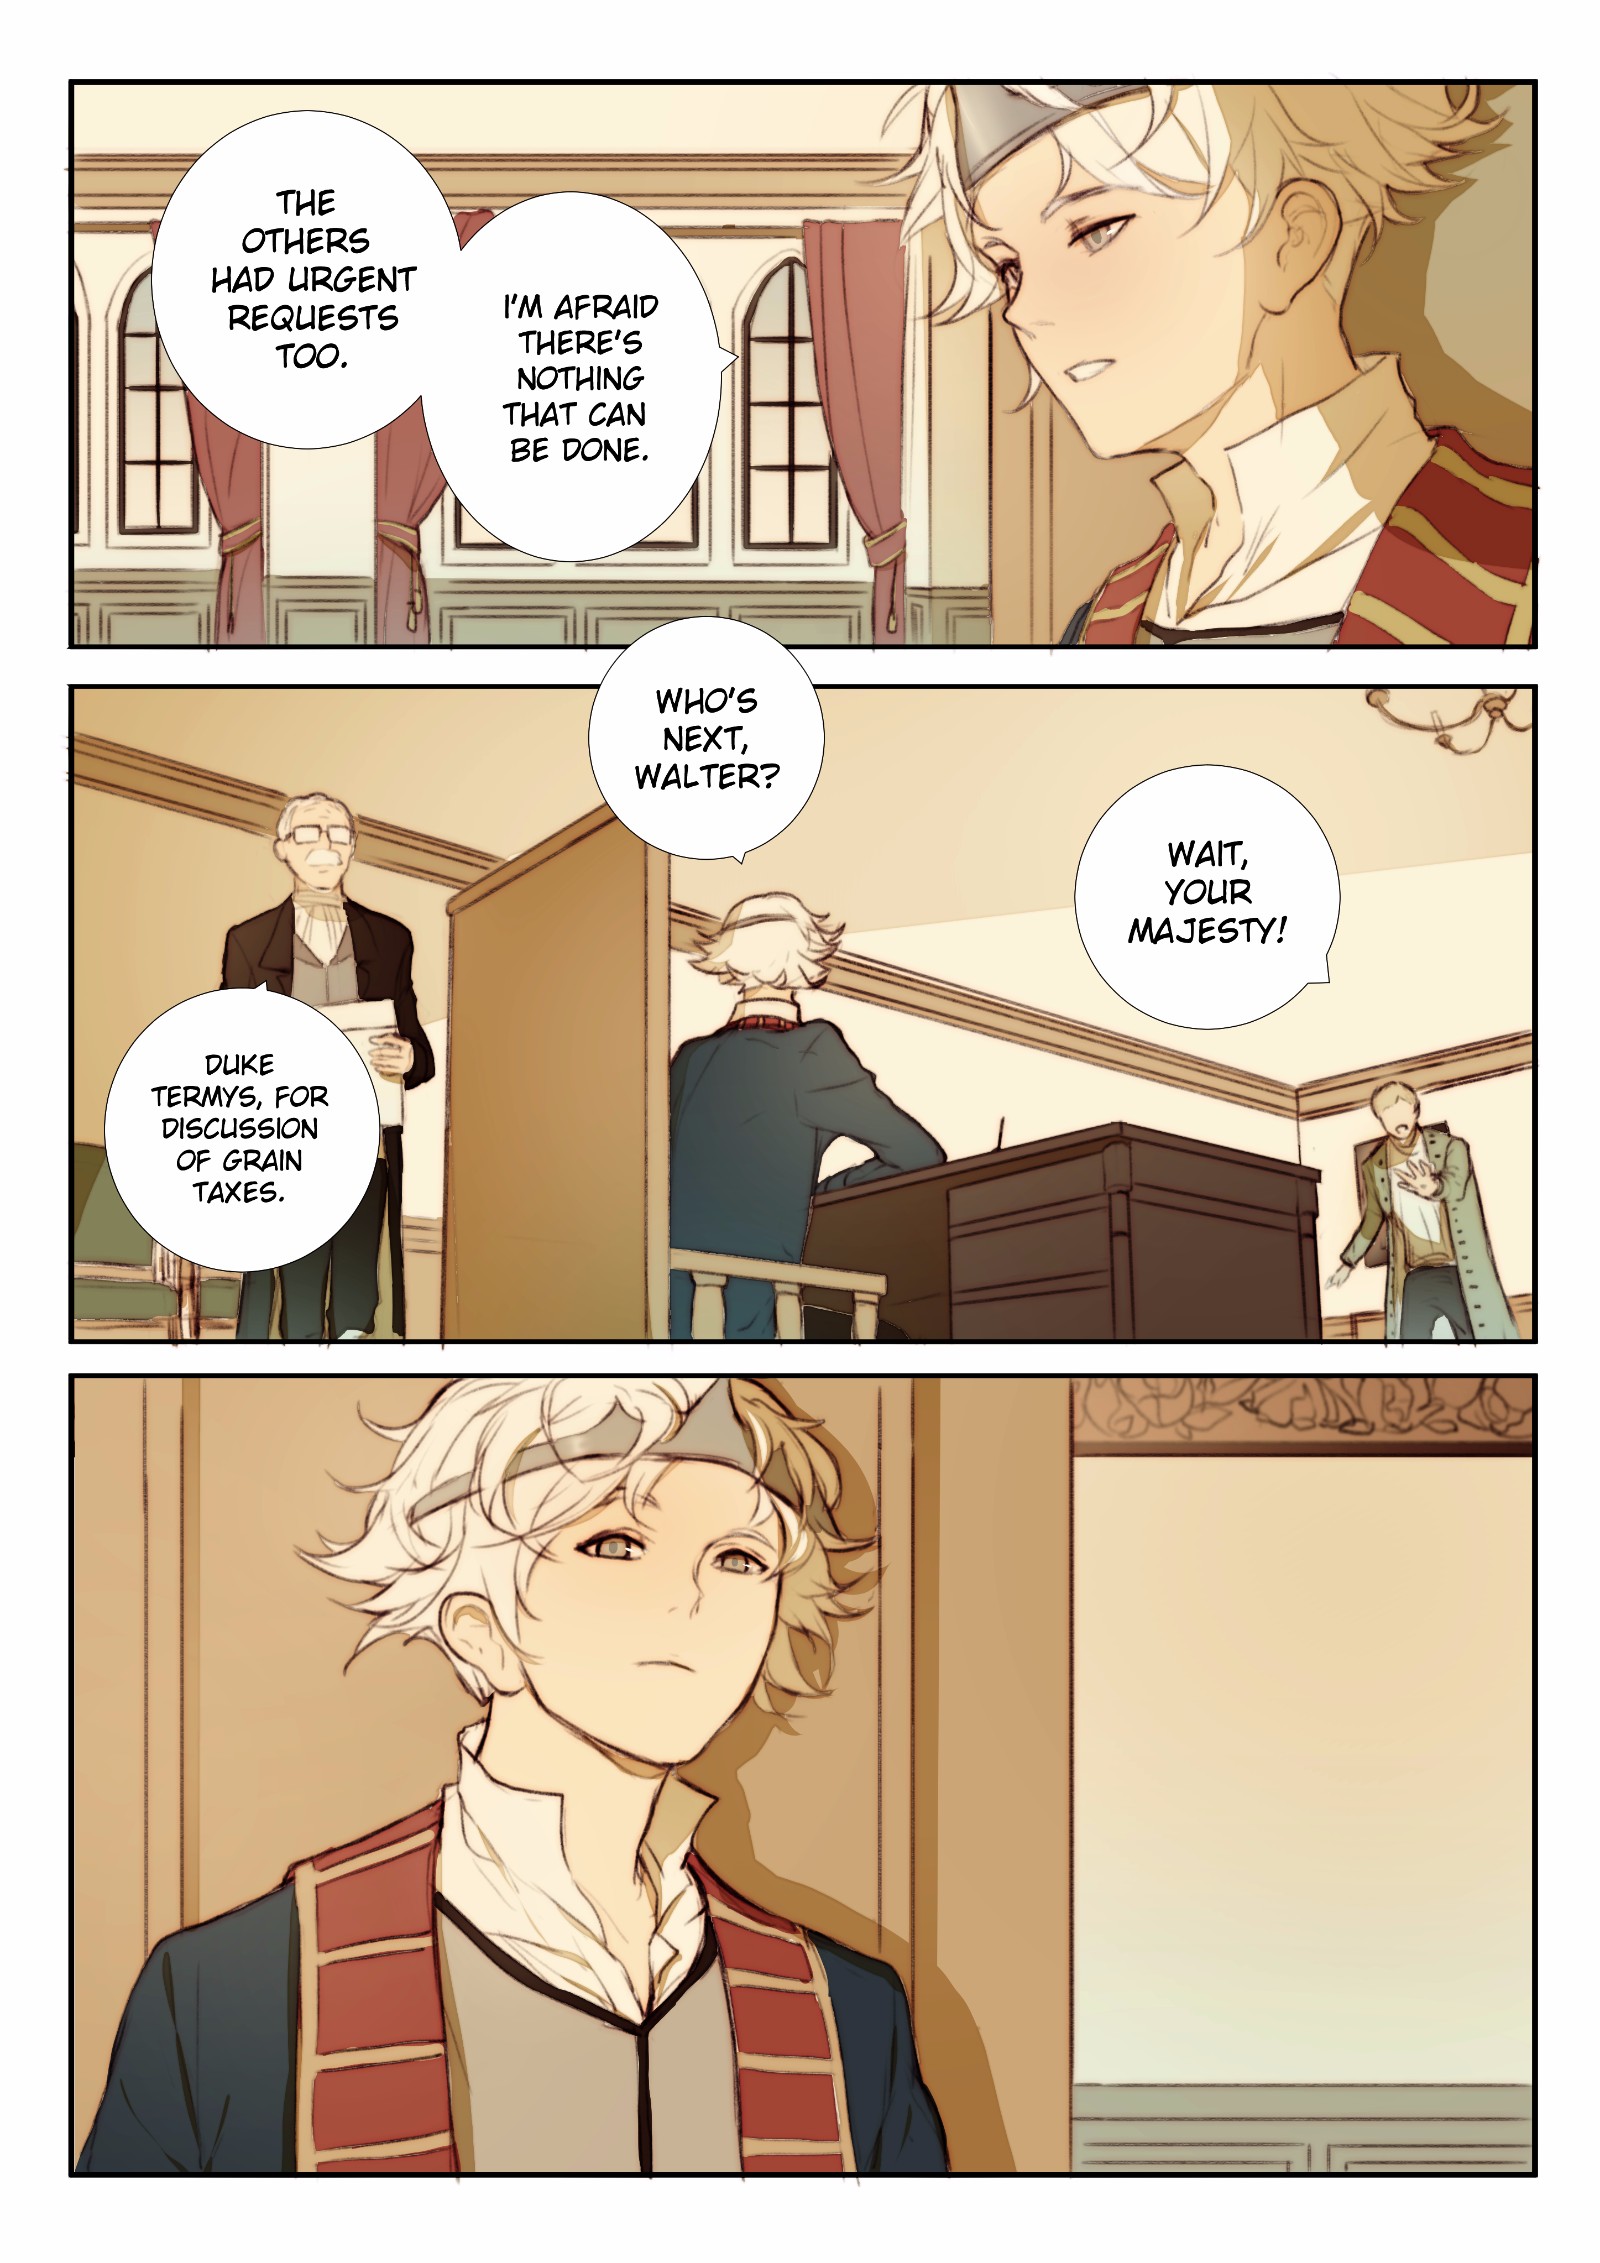 THE
OTHERS
HAD URGENT
REQUESTS
TOO.
I'M AFRAID
THERE'S
NOTHING
THAT CAN
BE DONE.
WHO'S
NEXT,
WALTER?
DUKE
TERMYS, FOR
DISCUSSION
OF GRAIN
TAXES.
WAIT,
YOUR
MAJESTY!